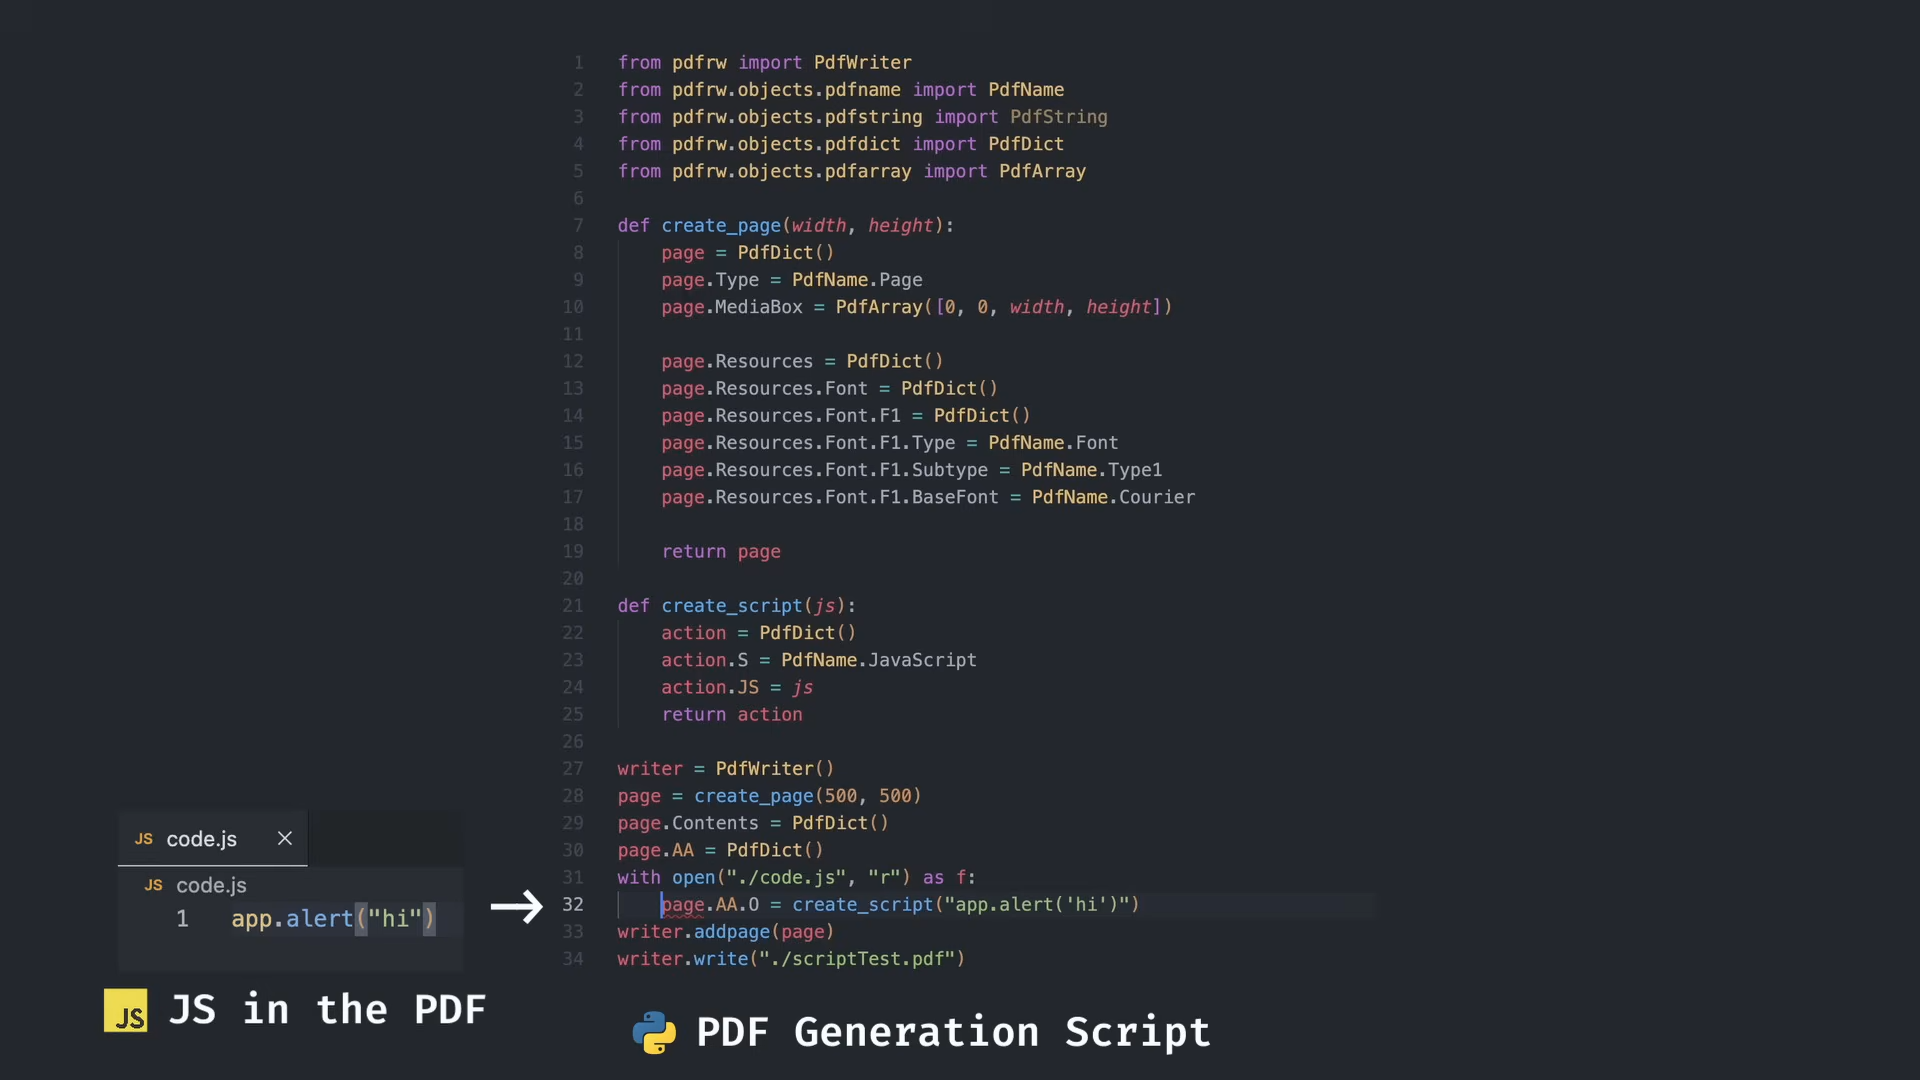 1 from pdfrw import PdfWriter
2 from pdfrw.objects.pdfname import PdfName
3 from pdfrw.objects.pdfstring import PdfString
4 from pdfrw.objects.pdfdict import PdfDict
5 from pdfrw.objects.pdfarray import PdfArray
6
7 def create_page(width, height):
8     page = PdfDict()
9     page.Type = PdfName.Page
10     page.MediaBox = PdfArray([0, 0, width, height])
11
12     page.Resources = PdfDict()
13     page.Resources.Font = PdfDict()
14     page.Resources.Font.F1 = PdfDict()
15     page.Resources.Font.F1.Type = PdfName.Font
16     page.Resources.Font.F1.Subtype = PdfName.Type1
17     page.Resources.Font.F1.BaseFont = PdfName.Courier
18
19     return page
20
21 def create_script(js):
22     action = PdfDict()
23     action.S = PdfName.JavaScript
24     action.JS = js
25     return action
26
27 writer = PdfWriter()
28 page = create_page(500, 500)
29 page.Contents = PdfDict()
30 page.AA = PdfDict()
31 with open("./code.js", "r") as f:
32     page.AA.O = create_script("app.alert('hi')")
33 writer.addpage(page)
34 writer.write("./scriptTest.pdf")
JS code.js ×
JS code.js
1 app.alert("hi")
JS JS in the PDF
PDF Generation Script